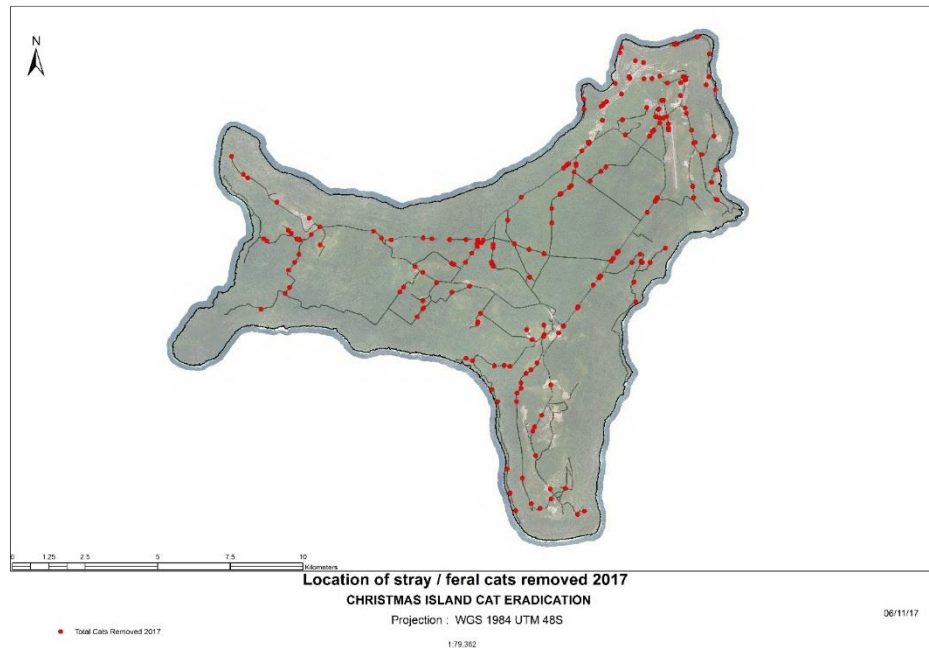 N
0 1.25 2.5 5 7.5 10
Kilometers
Location of stray / feral cats removed 2017
CHRISTMAS ISLAND CAT ERADICATION
Projection : WGS 1984 UTM 48S
06/11/17
Total Cats Removed 2017
1:79,362